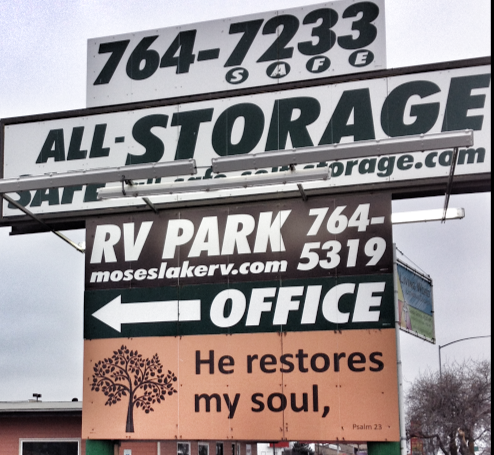 764-7233
SAFE
ALL-STORAGE
SAFE storage.com
RV PARK 764-
moseslakerv.com 5319
OFFICE
He restores
my soul,
Psalm 23